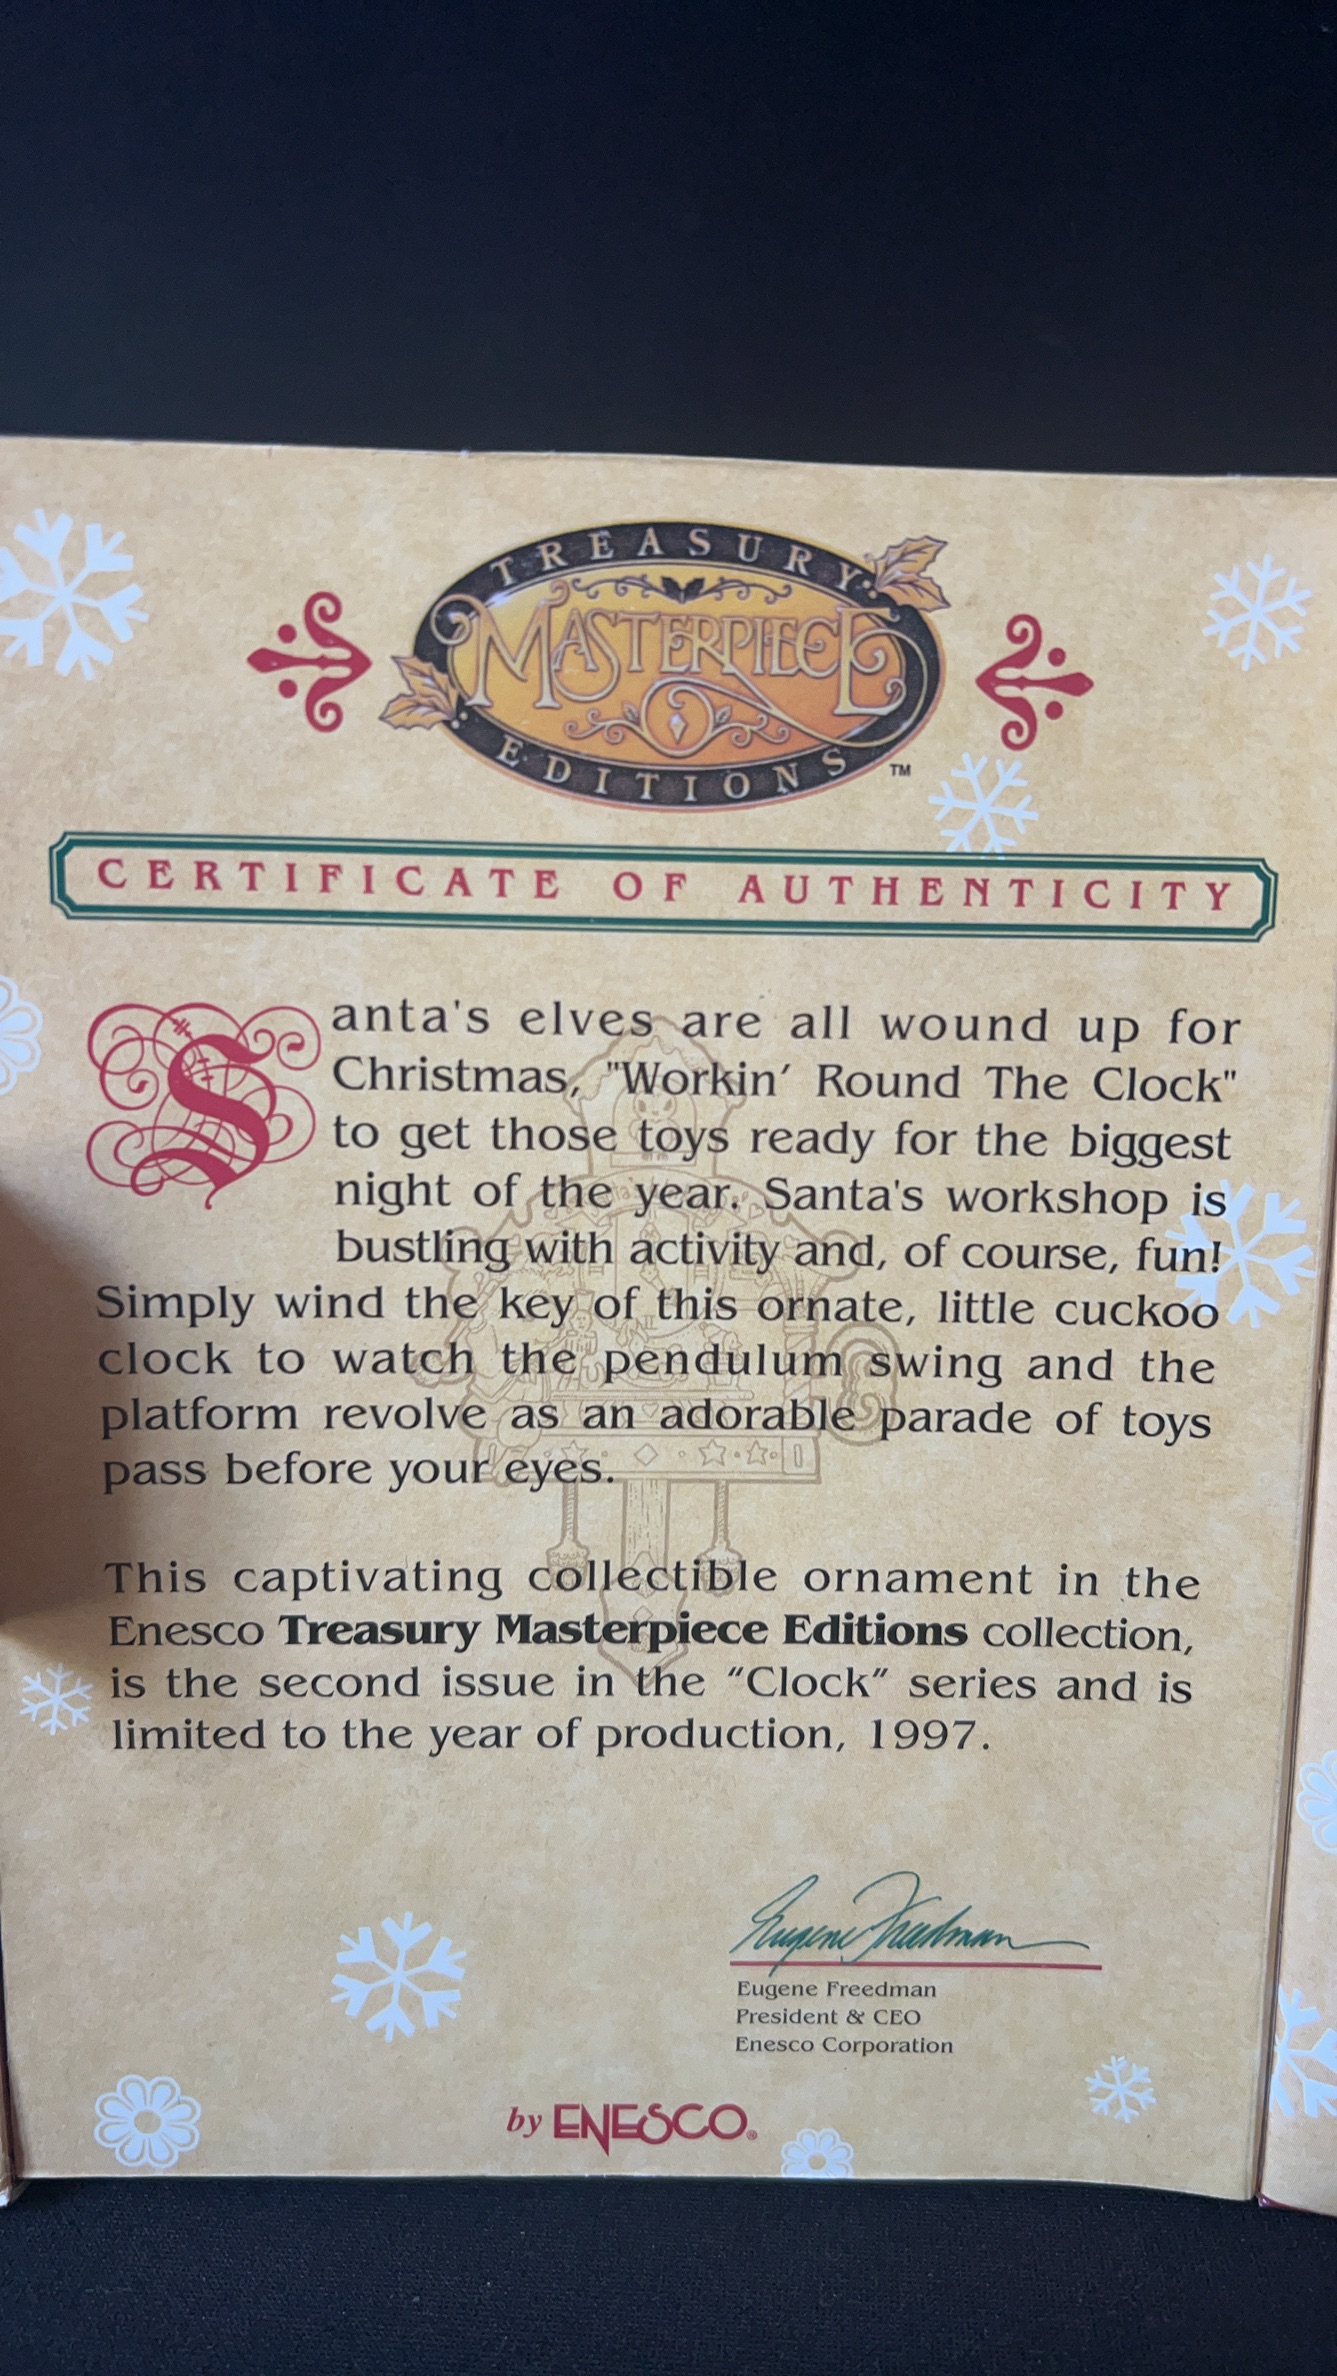 TREASURY
MASTERPIECE
EDITIONS
TM
CERTIFICATE OF AUTHENTICITY
Santa's elves are all wound up for
Christmas, "Workin' Round The Clock"
to get those toys ready for the biggest
night of the year. Santa's workshop is
bustling with activity and, of course, fun!
Simply wind the key of this ornate, little cuckoo
clock to watch the pendulum swing and the
platform revolve as an adorable parade of toys
pass before your eyes.
This captivating collectible ornament in the
Enesco Treasury Masterpiece Editions collection,
is the second issue in the “Clock” series and is
limited to the year of production, 1997.
Eugene Freedman
Eugene Freedman
President & CEO
Enesco Corporation
by ENESCO®